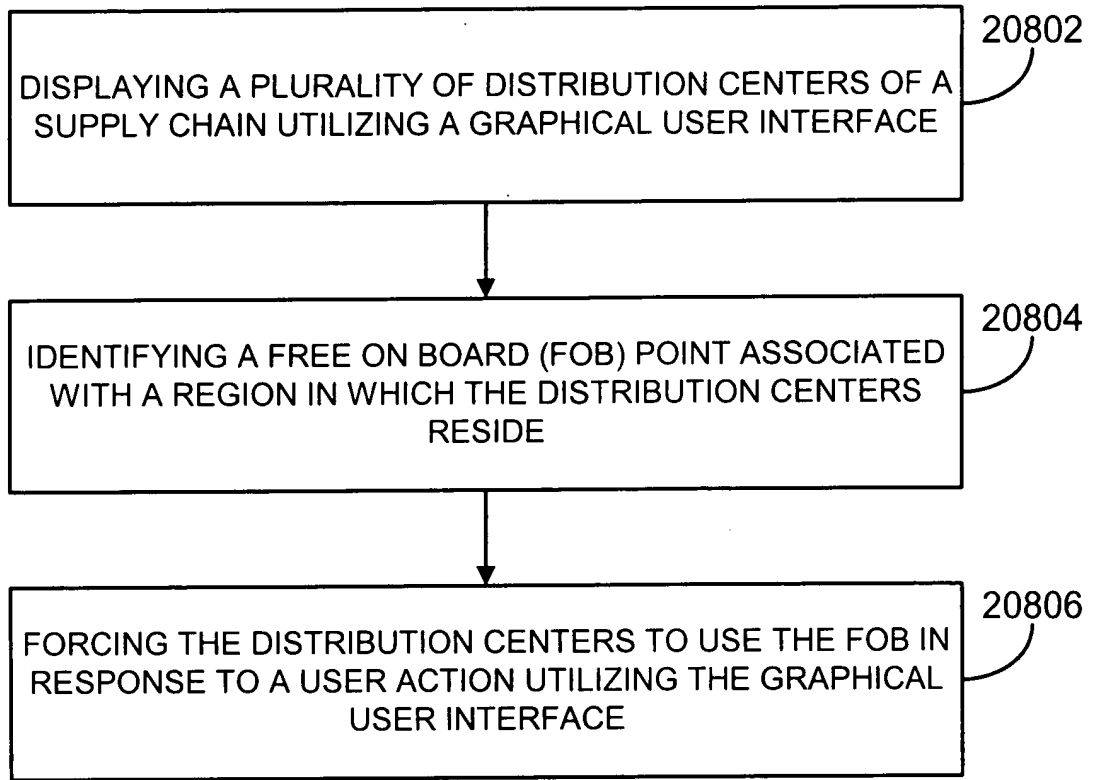 20802
DISPLAYING A PLURALITY OF DISTRIBUTION CENTERS OF A
SUPPLY CHAIN UTILIZING A GRAPHICAL USER INTERFACE
20804
IDENTIFYING A FREE ON BOARD (FOB) POINT ASSOCIATED
WITH A REGION IN WHICH THE DISTRIBUTION CENTERS
RESIDE
20806
FORCING THE DISTRIBUTION CENTERS TO USE THE FOB IN
RESPONSE TO A USER ACTION UTILIZING THE GRAPHICAL
USER INTERFACE